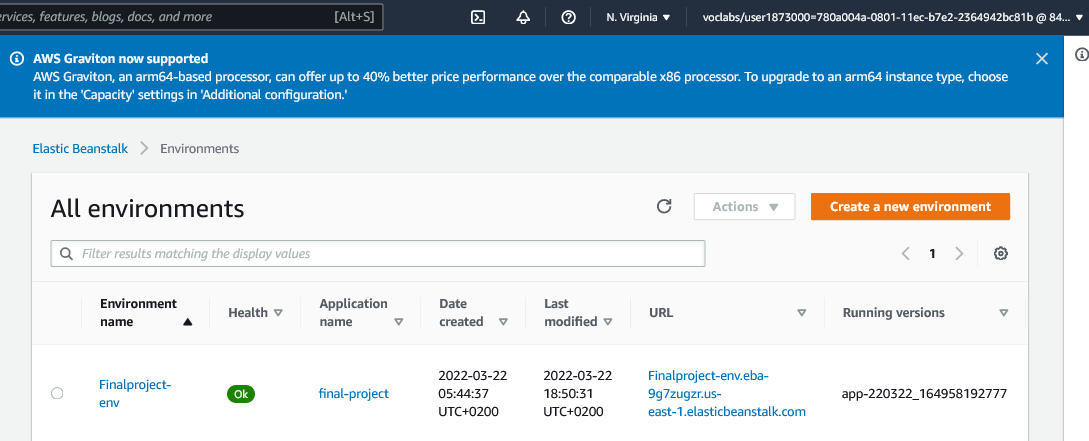 ervices, features, blogs, docs, and more [Alt+S] N. Virginia voclabs/user1873000=780a004a-0801-11ec-b7e2-2364942bc81b @ 84...
AWS Graviton now supported
AWS Graviton, an arm64-based processor, can offer up to 40% better price performance over the comparable x86 processor. To upgrade to an arm64 instance type, choose
it in the 'Capacity' settings in 'Additional configuration.'
Elastic Beanstalk Environments
All environments Actions Create a new environment
Filter results matching the display values 1
Environment name Health Application name Date created Last modified URL Running versions
Finalproject-env Ok final-project 2022-03-22 05:44:37 UTC+0200 2022-03-22 18:50:31 UTC+0200 Finalproject-env.eba-9g7zugzr.us-east-1.elasticbeanstalk.com app-220322_164958192777